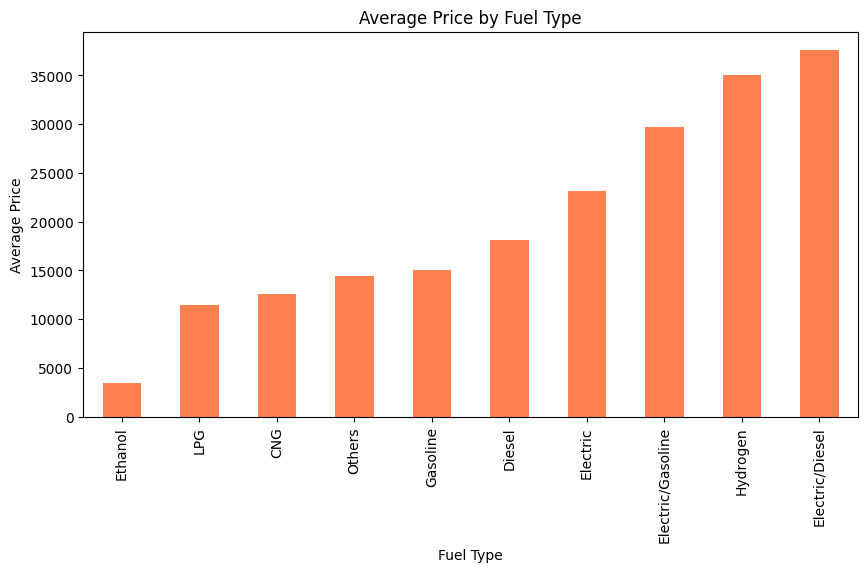 Average Price by Fuel Type
Average Price
35000
30000
25000
20000
15000
10000
5000
0
Ethanol
LPG
CNG
Others
Gasoline
Diesel
Electric
Electric/Gasoline
Hydrogen
Electric/Diesel
Fuel Type